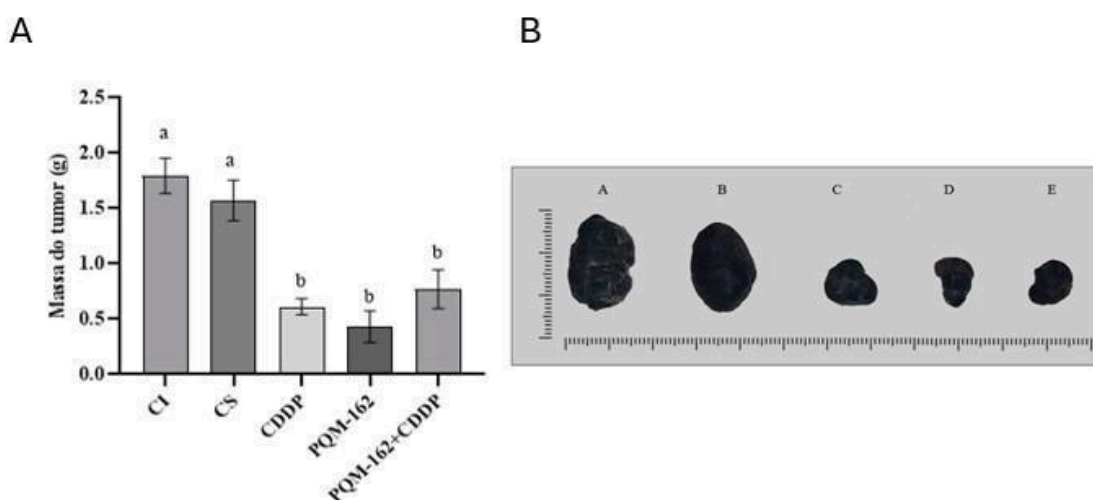 A
B
Massa do tumor (g)
2.5
2.0
1.5
1.0
0.5
0.0
a
a
b
b
b
CI
CS
CDDP
PQM-162
PQM-162+CDDP
A B C D E